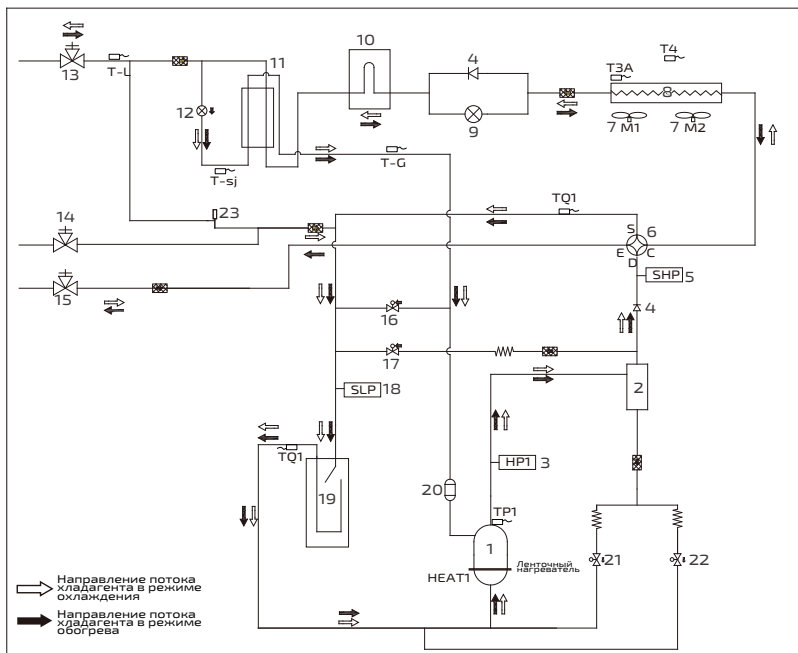 10
4
T4
T3A
13
T-L
11
8
12
9
7 M1
7 M2
T-sj
T-G
23
TQ1
14
S
6
E
C
D
SHP
5
15
16
4
17
SLP
18
2
TQ1
HP1
3
19
20
TP1
1
Ленточный
нагреватель
21
22
HEAT1
Направление потока
хладагента в режиме
охлаждения
Направление потока
хладагента в режиме
обогрева